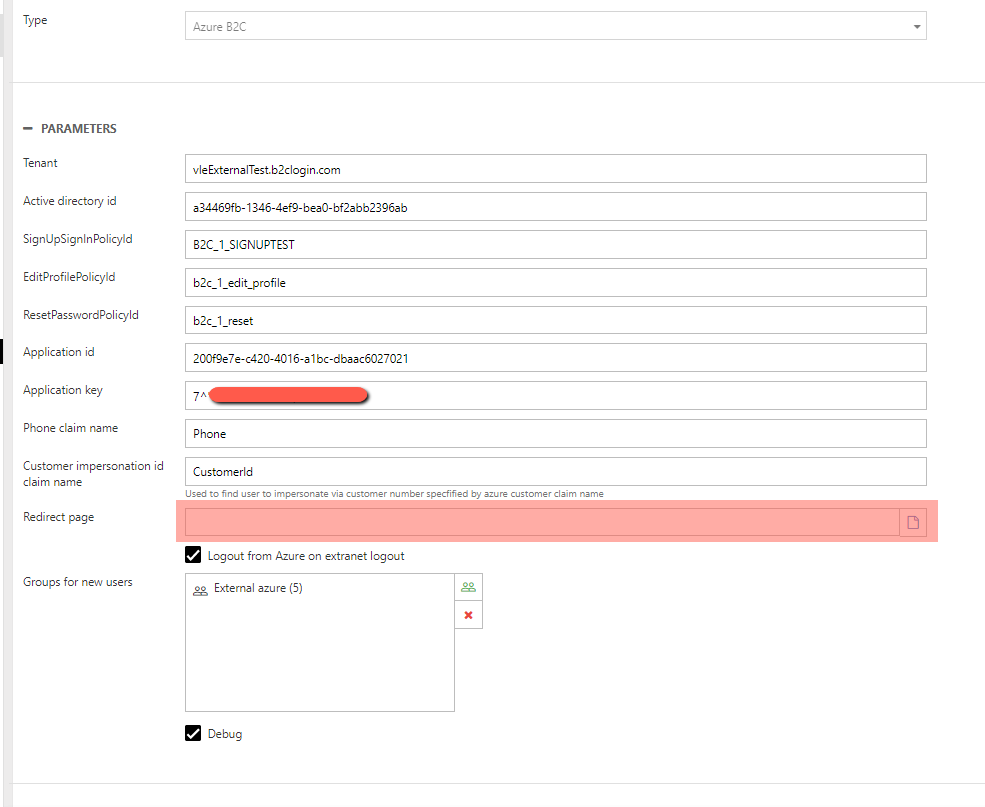 Type
Azure B2C
PARAMETERS
Tenant
vleExternalTest.b2clogin.com
Active directory id
a34469fb-1346-4ef9-bea0-bf2abb2396ab
SignUpSignInPolicyId
B2C_1_SIGNUPTEST
EditProfilePolicyId
b2c_1_edit_profile
ResetPasswordPolicyId
b2c_1_reset
Application id
200f9e7e-c420-4016-a1bc-dbaac6027021
Application key
7^
Phone claim name
Phone
Customer impersonation id
claim name
CustomerId
Used to find user to impersonate via customer number specffified by azure customer claim name
Redirect page
Logout from Azure on extranet logout
Groups for new users
External azure (5)
Debug